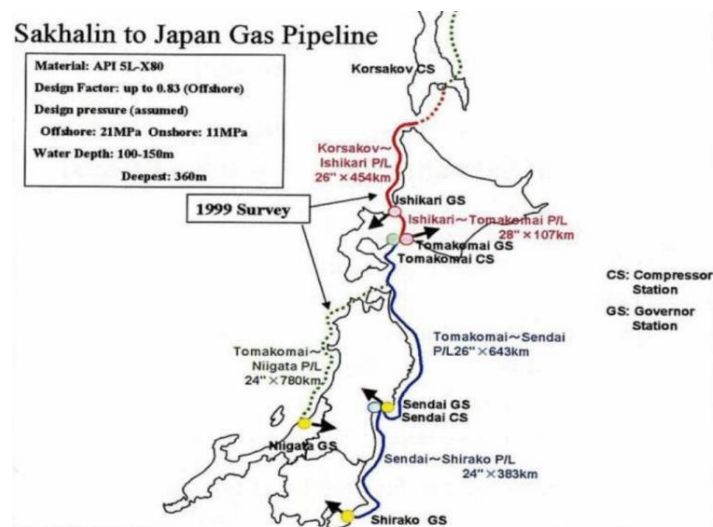 Sakhalin to Japan Gas Pipeline
Material: API 5L-X80
Design Factor: up to 0.83 (Offshore)
Design pressure (assumed)
Offshore: 21MPa Onshore: 11MPa
Water Depth: 100-150m
Deepest: 360m
Korsakov CS
Korsakov～
Ishikari P/L
26"×454km
1999 Survey
Ishikari GS
Ishikari～Tomakomai P/L
28"×107km
Tomakomai GS
Tomakomai CS
CS: Compressor
Station
GS: Governor
Station
Tomakomai～Sendai
P/L26"×643km
Tomakomai～
Niigata P/L
24"×780km
Sendai GS
Sendai CS
Niigata GS
Sendai～Shirako P/L
24"×383km
Shirako GS